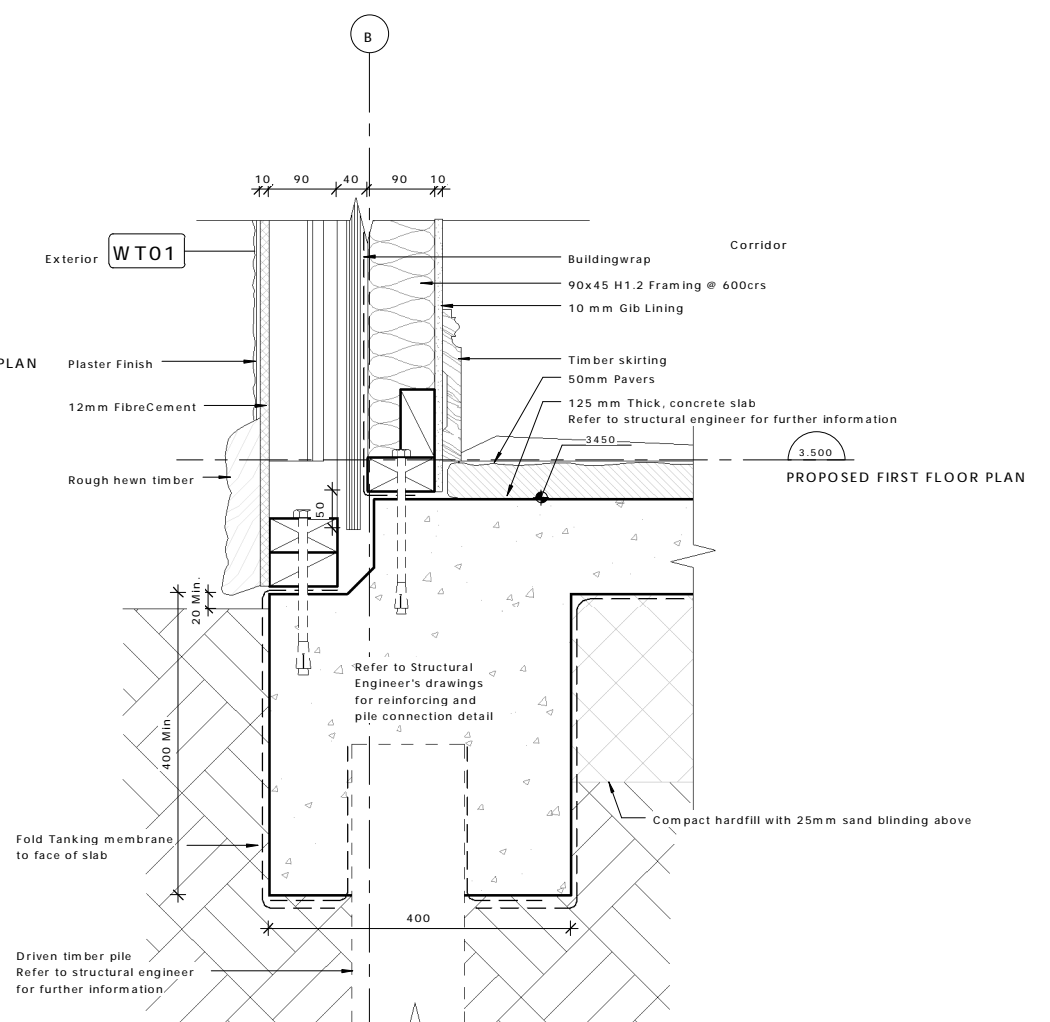 B
10 90 40 90 10
Corridor
Exterior
WT01
Buildingwrap
90x45 H1.2 Framing @ 600crs
10 mm Gib Lining
PLAN
Plaster Finish
Timber skirting
50mm Pavers
12mm FibreCement
125 mm Thick, concrete slab
Refer to structural engineer for further information
3450
3.500
PROPOSED FIRST FLOOR PLAN
Rough hewn timber
50
20 Min.
Refer to Structural
Engineer's drawings
for reinforcing and
pile connection detail
400 Min.
Compact hardfill with 25mm sand blinding above
Fold Tanking membrane
to face of slab
400
Driven timber pile
Refer to structural engineer
for further information